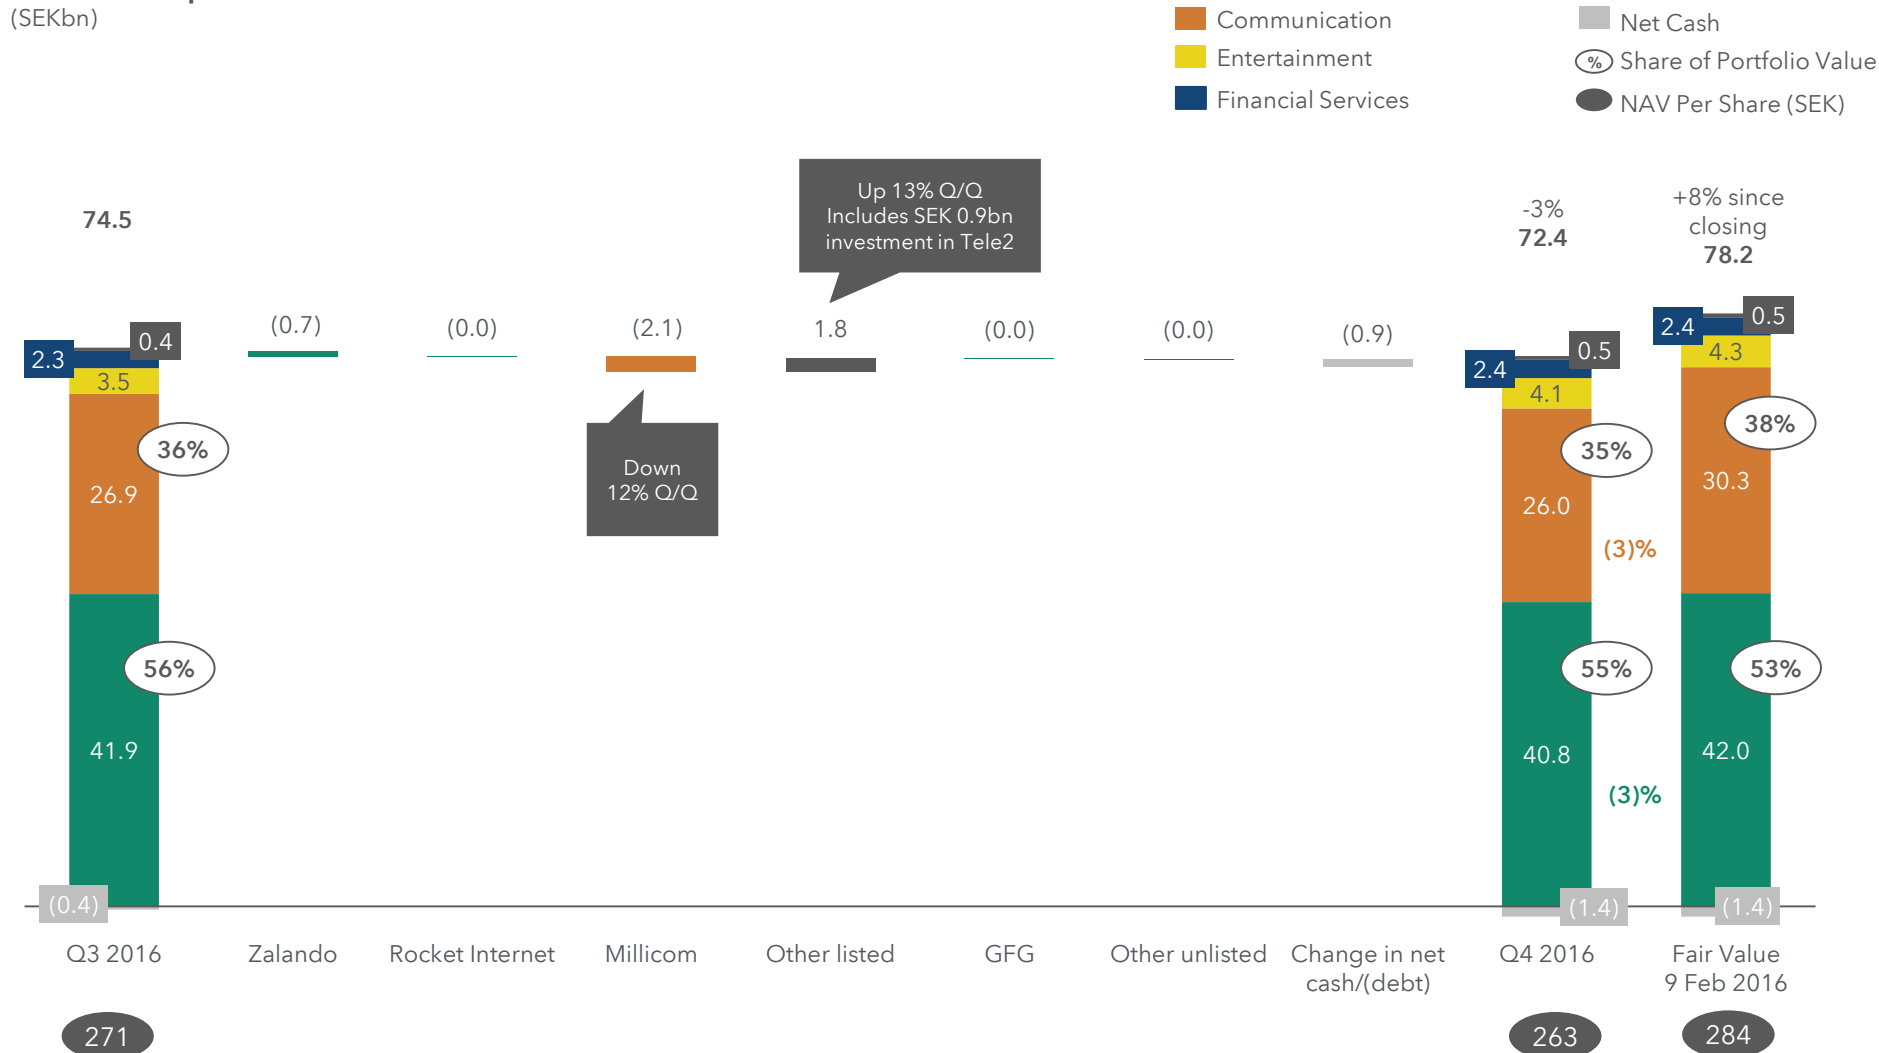 (SEKbn)
Communication
Entertainment
Financial Services
Net Cash
% Share of Portfolio Value
NAV Per Share (SEK)
74.5
Up 13% Q/Q
Includes SEK 0.9bn
investment in Tele2
-3%
72.4
+8% since
closing
78.2
(0.7)
(0.0)
(2.1)
1.8
(0.0)
(0.0)
(0.9)
0.4
2.3
3.5
36%
26.9
56%
41.9
(0.4)
Down
12% Q/Q
0.5
2.4
4.1
35%
26.0
(3)%
55%
40.8
(3)%
(1.4)
0.5
2.4
4.3
38%
30.3
53%
42.0
(1.4)
Q3 2016
Zalando
Rocket Internet
Millicom
Other listed
GFG
Other unlisted
Change in net
cash/(debt)
Q4 2016
Fair Value
9 Feb 2016
271
263
284